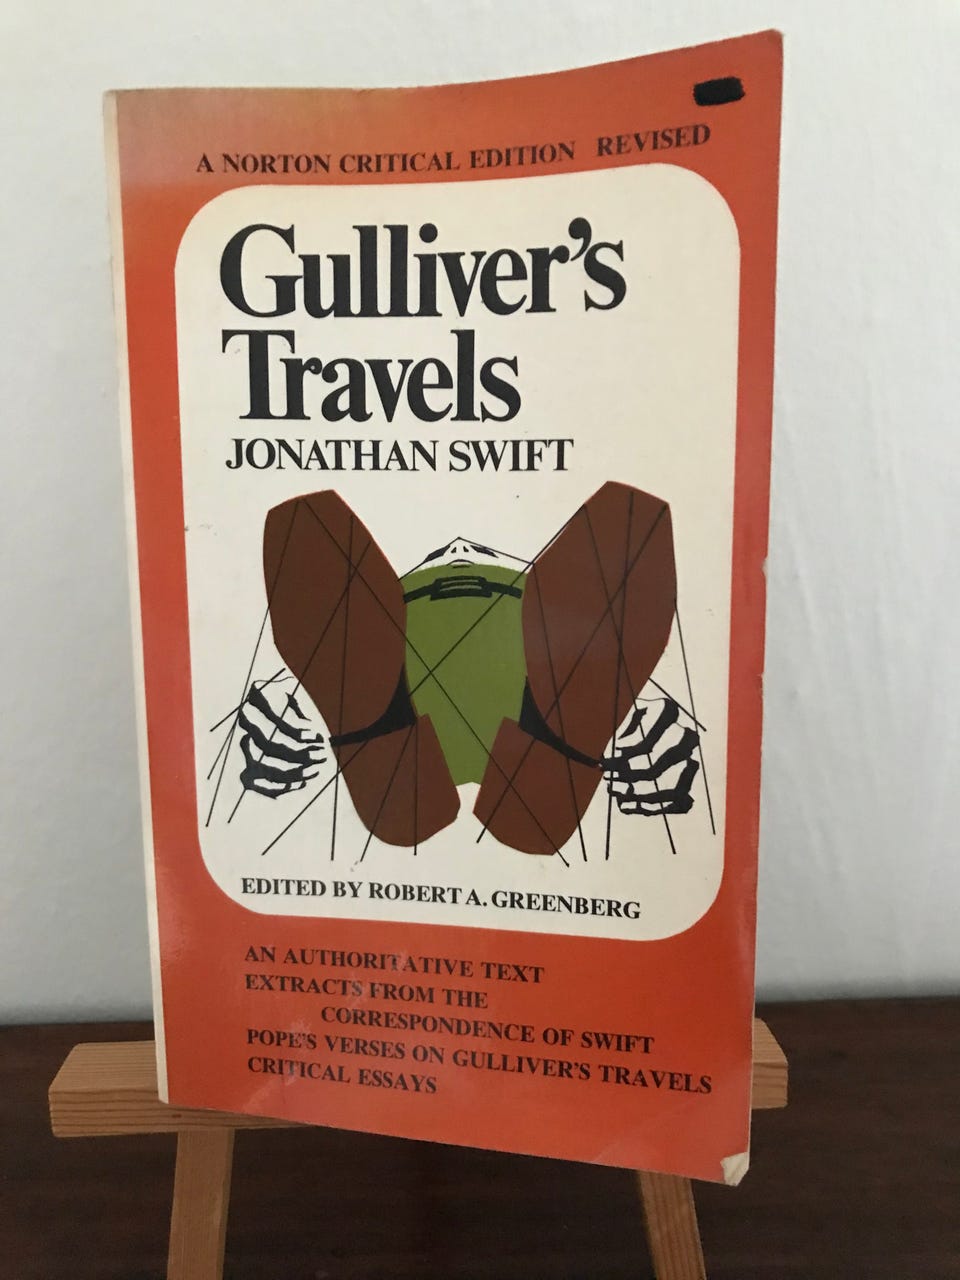 A NORTON CRITICAL EDITION REVISED
Gulliver's
Travels
JONATHAN SWIFT
EDITED BY ROBERT A. GREENBERG
AN AUTHORITATIVE TEXT
EXTRACTS FROM THE
CORRESPONDENCE OF SWIFT
POPE'S VERSES ON GULLIVER'S TRAVELS
CRITICAL ESSAYS